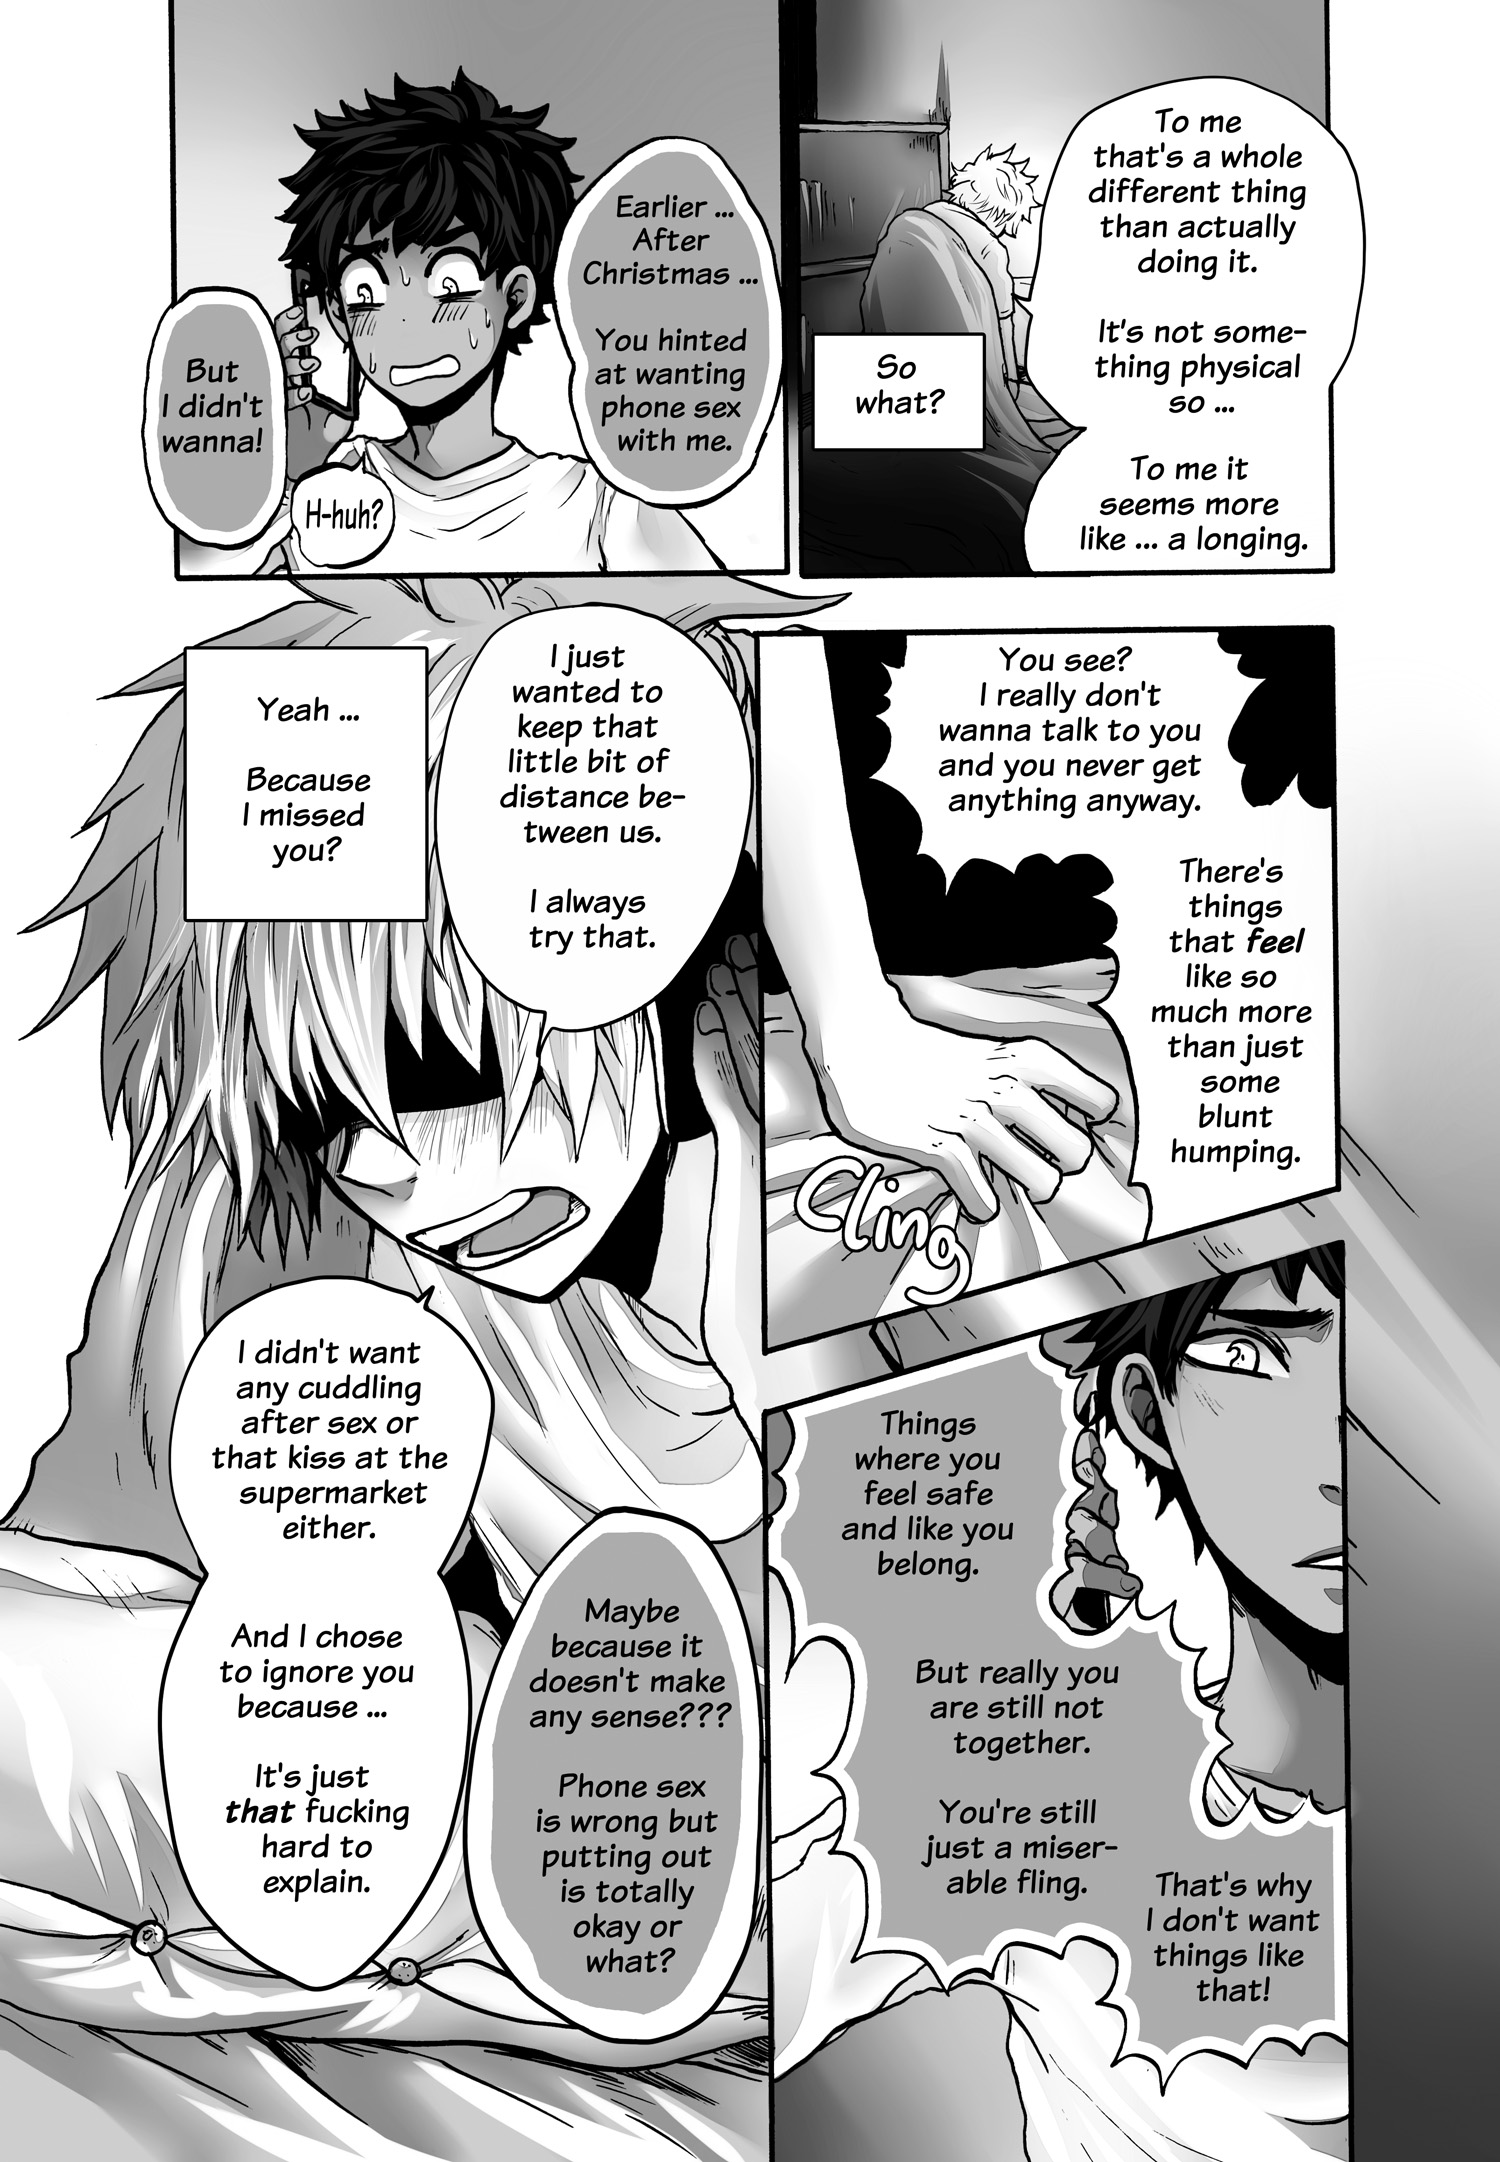 Earlier ...
After
Christmas ...
You hinted
at wanting
phone sex
with me.
But
I didn't
wanna!
H-huh?
To me
that's a whole
different thing
than actually
doing it.
It's not some-
thing physical
so ...
To me it
seems more
like ... a longing.
So
what?
Yeah ...
Because
I missed
you?
I just
wanted to
keep that
little bit of
distance be-
tween us.
I always
try that.
You see?
I really don't
wanna talk to you
and you never get
anything anyway.
There's
things
that feel
like so
much more
than just
some
blunt
humping.
Cling
I didn't want
any cuddling
after sex or
that kiss at the
supermarket
either.
And I chose
to ignore you
because ...
It's just
that fucking
hard to
explain.
Maybe
because it
doesn't make
any sense???
Phone sex
is wrong but
putting out
is totally
okay or
what?
Things
where you
feel safe
and like you
belong.
But really you
are still not
together.
You're still
just a miser-
able fling.
That's why
I don't want
things like
that!